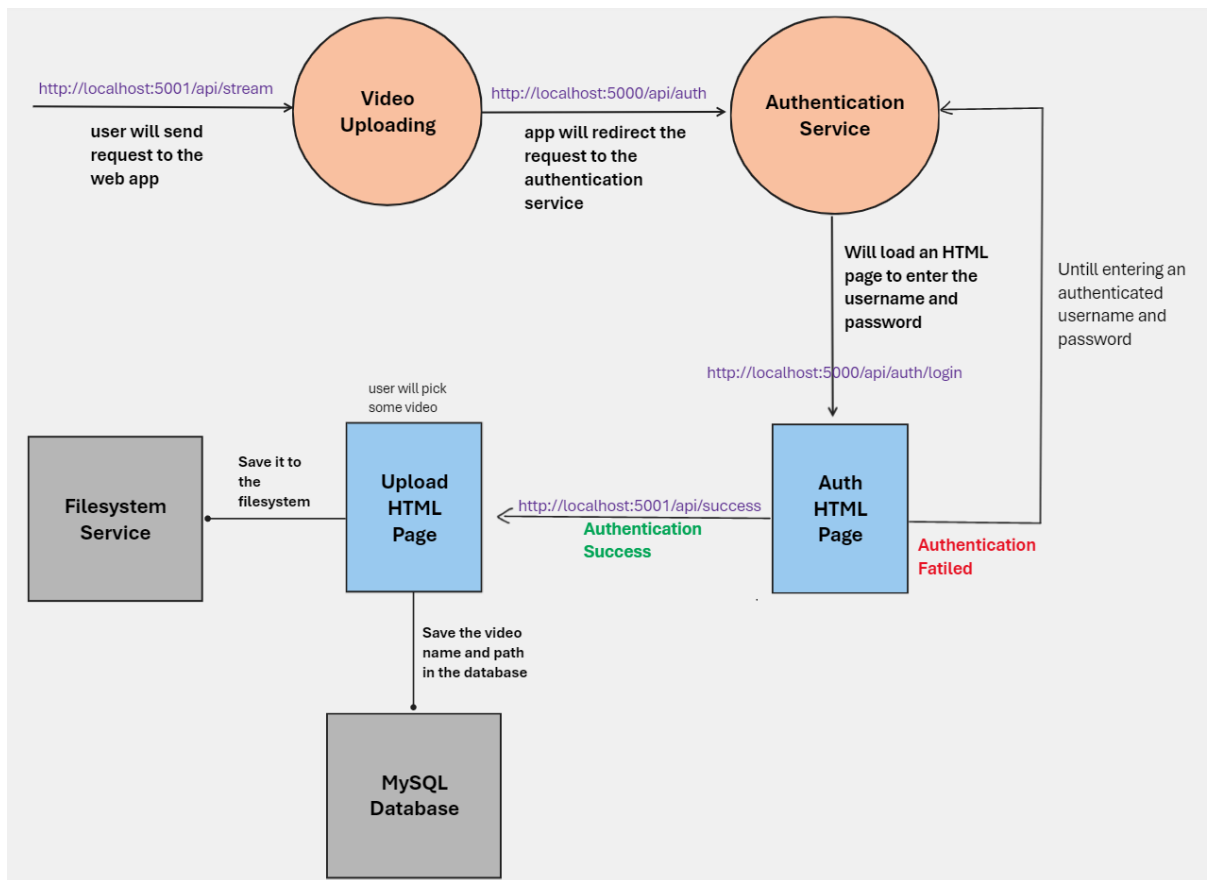 http://localhost:5001/api/stream
user will send
request to the
web app
Video
Uploading
http://localhost:5000/api/auth
app will redirect the
request to the
authentication
service
Authentication
Service
Will load an HTML
page to enter the
username and
password
Untill entering an
authenticated
username and
password
http://localhost:5000/api/auth/login
user will pick
some video
Filesystem
Service
Save it to
the
filesystem
Upload
HTML
Page
http://localhost:5001/api/success
Authentication
Success
Auth
HTML
Page
Authentication
Fatiled
Save the video
name and path
in the database
MySQL
Database